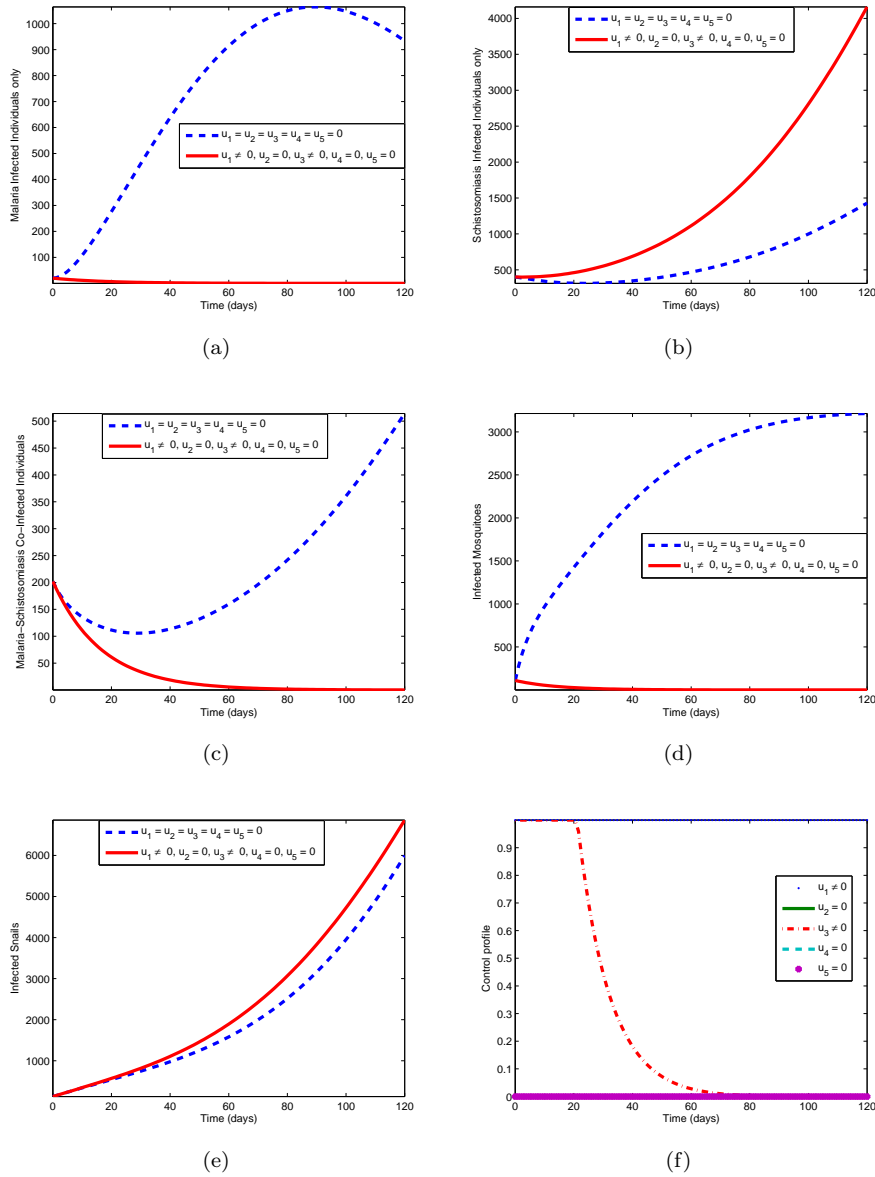 Malaria Infected Individuals only
1000
900
800
700
600
500
400
300
200
100
0 20 40 60 80 100 120
Time (days)
u1 = u2 = u3 = u4 = u5 = 0
u1 ≠ 0, u2 = 0, u3 ≠ 0, u4 = 0, u5 = 0
(a)
Schistosomiasis Infected Individuals only
4000
3500
3000
2500
2000
1500
1000
500
0 20 40 60 80 100 120
Time (days)
u1 = u2 = u3 = u4 = u5 = 0
u1 ≠ 0, u2 = 0, u3 ≠ 0, u4 = 0, u5 = 0
(b)
Malaria−Schistosomiasis Co−Infected Individuals
500
450
400
350
300
250
200
150
100
50
0 20 40 60 80 100 120
Time (days)
u1 = u2 = u3 = u4 = u5 = 0
u1 ≠ 0, u2 = 0, u3 ≠ 0, u4 = 0, u5 = 0
(c)
Infected Mosquitoes
3000
2500
2000
1500
1000
500
0 20 40 60 80 100 120
Time (days)
u1 = u2 = u3 = u4 = u5 = 0
u1 ≠ 0, u2 = 0, u3 ≠ 0, u4 = 0, u5 = 0
(d)
Infected Snails
6000
5000
4000
3000
2000
1000
0 20 40 60 80 100 120
Time (days)
u1 = u2 = u3 = u4 = u5 = 0
u1 ≠ 0, u2 = 0, u3 ≠ 0, u4 = 0, u5 = 0
(e)
Control profile
0.9
0.8
0.7
0.6
0.5
0.4
0.3
0.2
0.1
0
0 20 40 60 80 100 120
Time (days)
u1 ≠ 0
u2 = 0
u3 ≠ 0
u4 = 0
u5 = 0
(f)